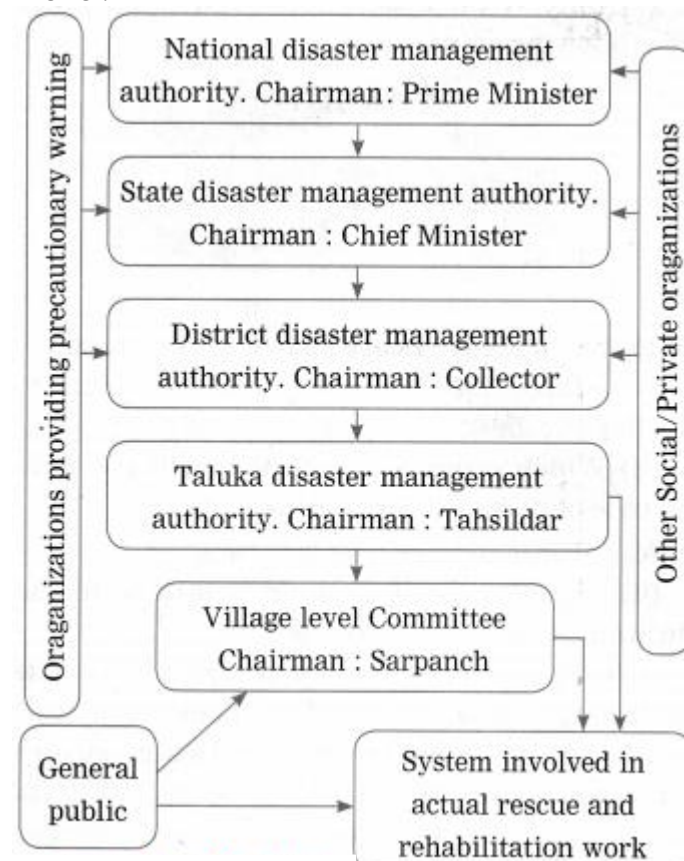 National disaster management
authority. Chairman: Prime Minister
State disaster management authority.
Chairman : Chief Minister
District disaster management
authority. Chairman : Collector
Taluka disaster management
authority. Chairman : Tahsildar
Village level Committee
Chairman : Sarpanch
General
public
System involved in
actual rescue and
rehabilitation work
Oraganizations providing precautionary warning
Other Social/Private oraganizations